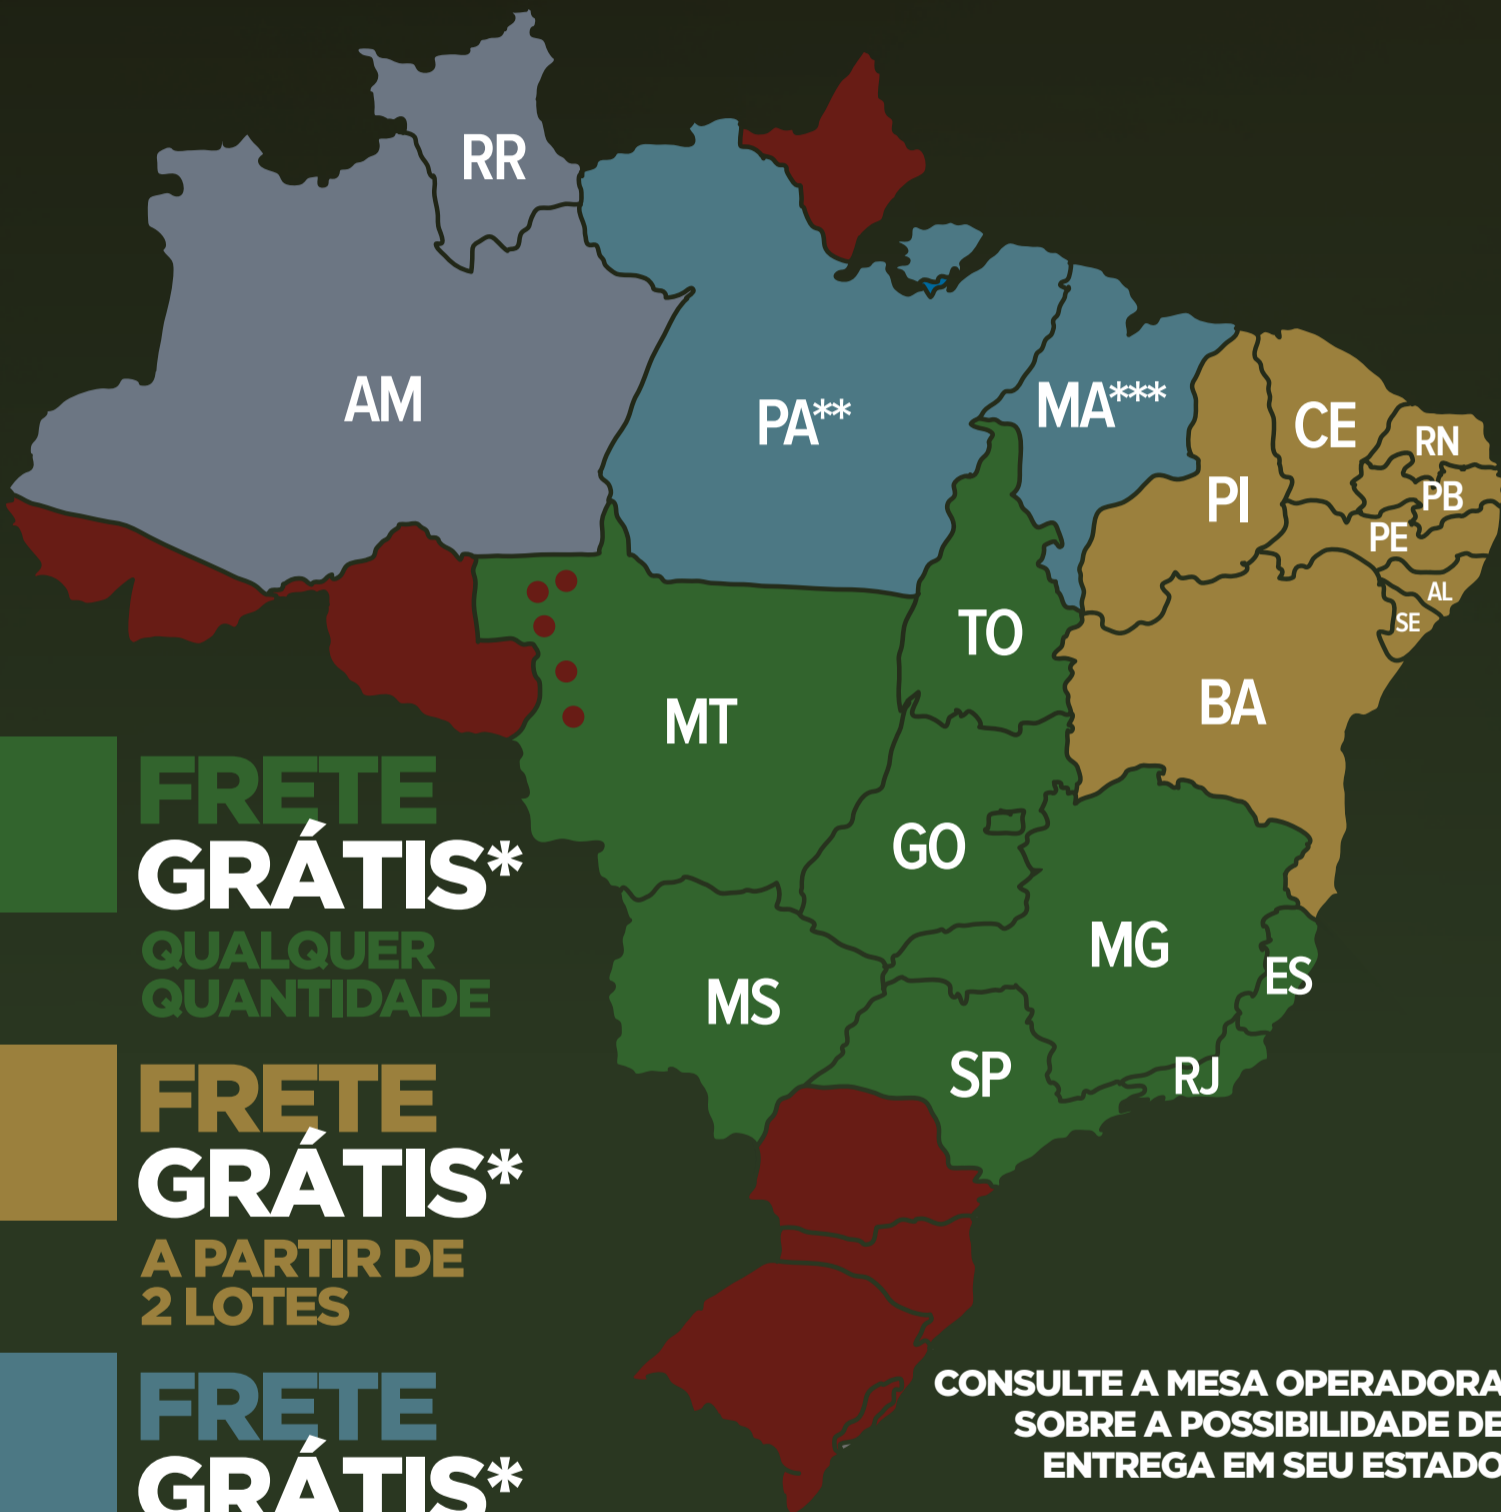 RR
AM
PA**
MA***
CE
RN
PI
PB
PE
AL
SE
TO
BA
MT
GO
MG
ES
MS
SP
RJ
FRETE
GRÁTIS*
QUALQUER
QUANTIDADE
FRETE
GRÁTIS*
A PARTIR DE
2 LOTES
FRETE
GRÁTIS*
CONSULTE A MESA OPERADORA
SOBRE A POSSIBILIDADE DE
ENTREGA EM SEU ESTADO